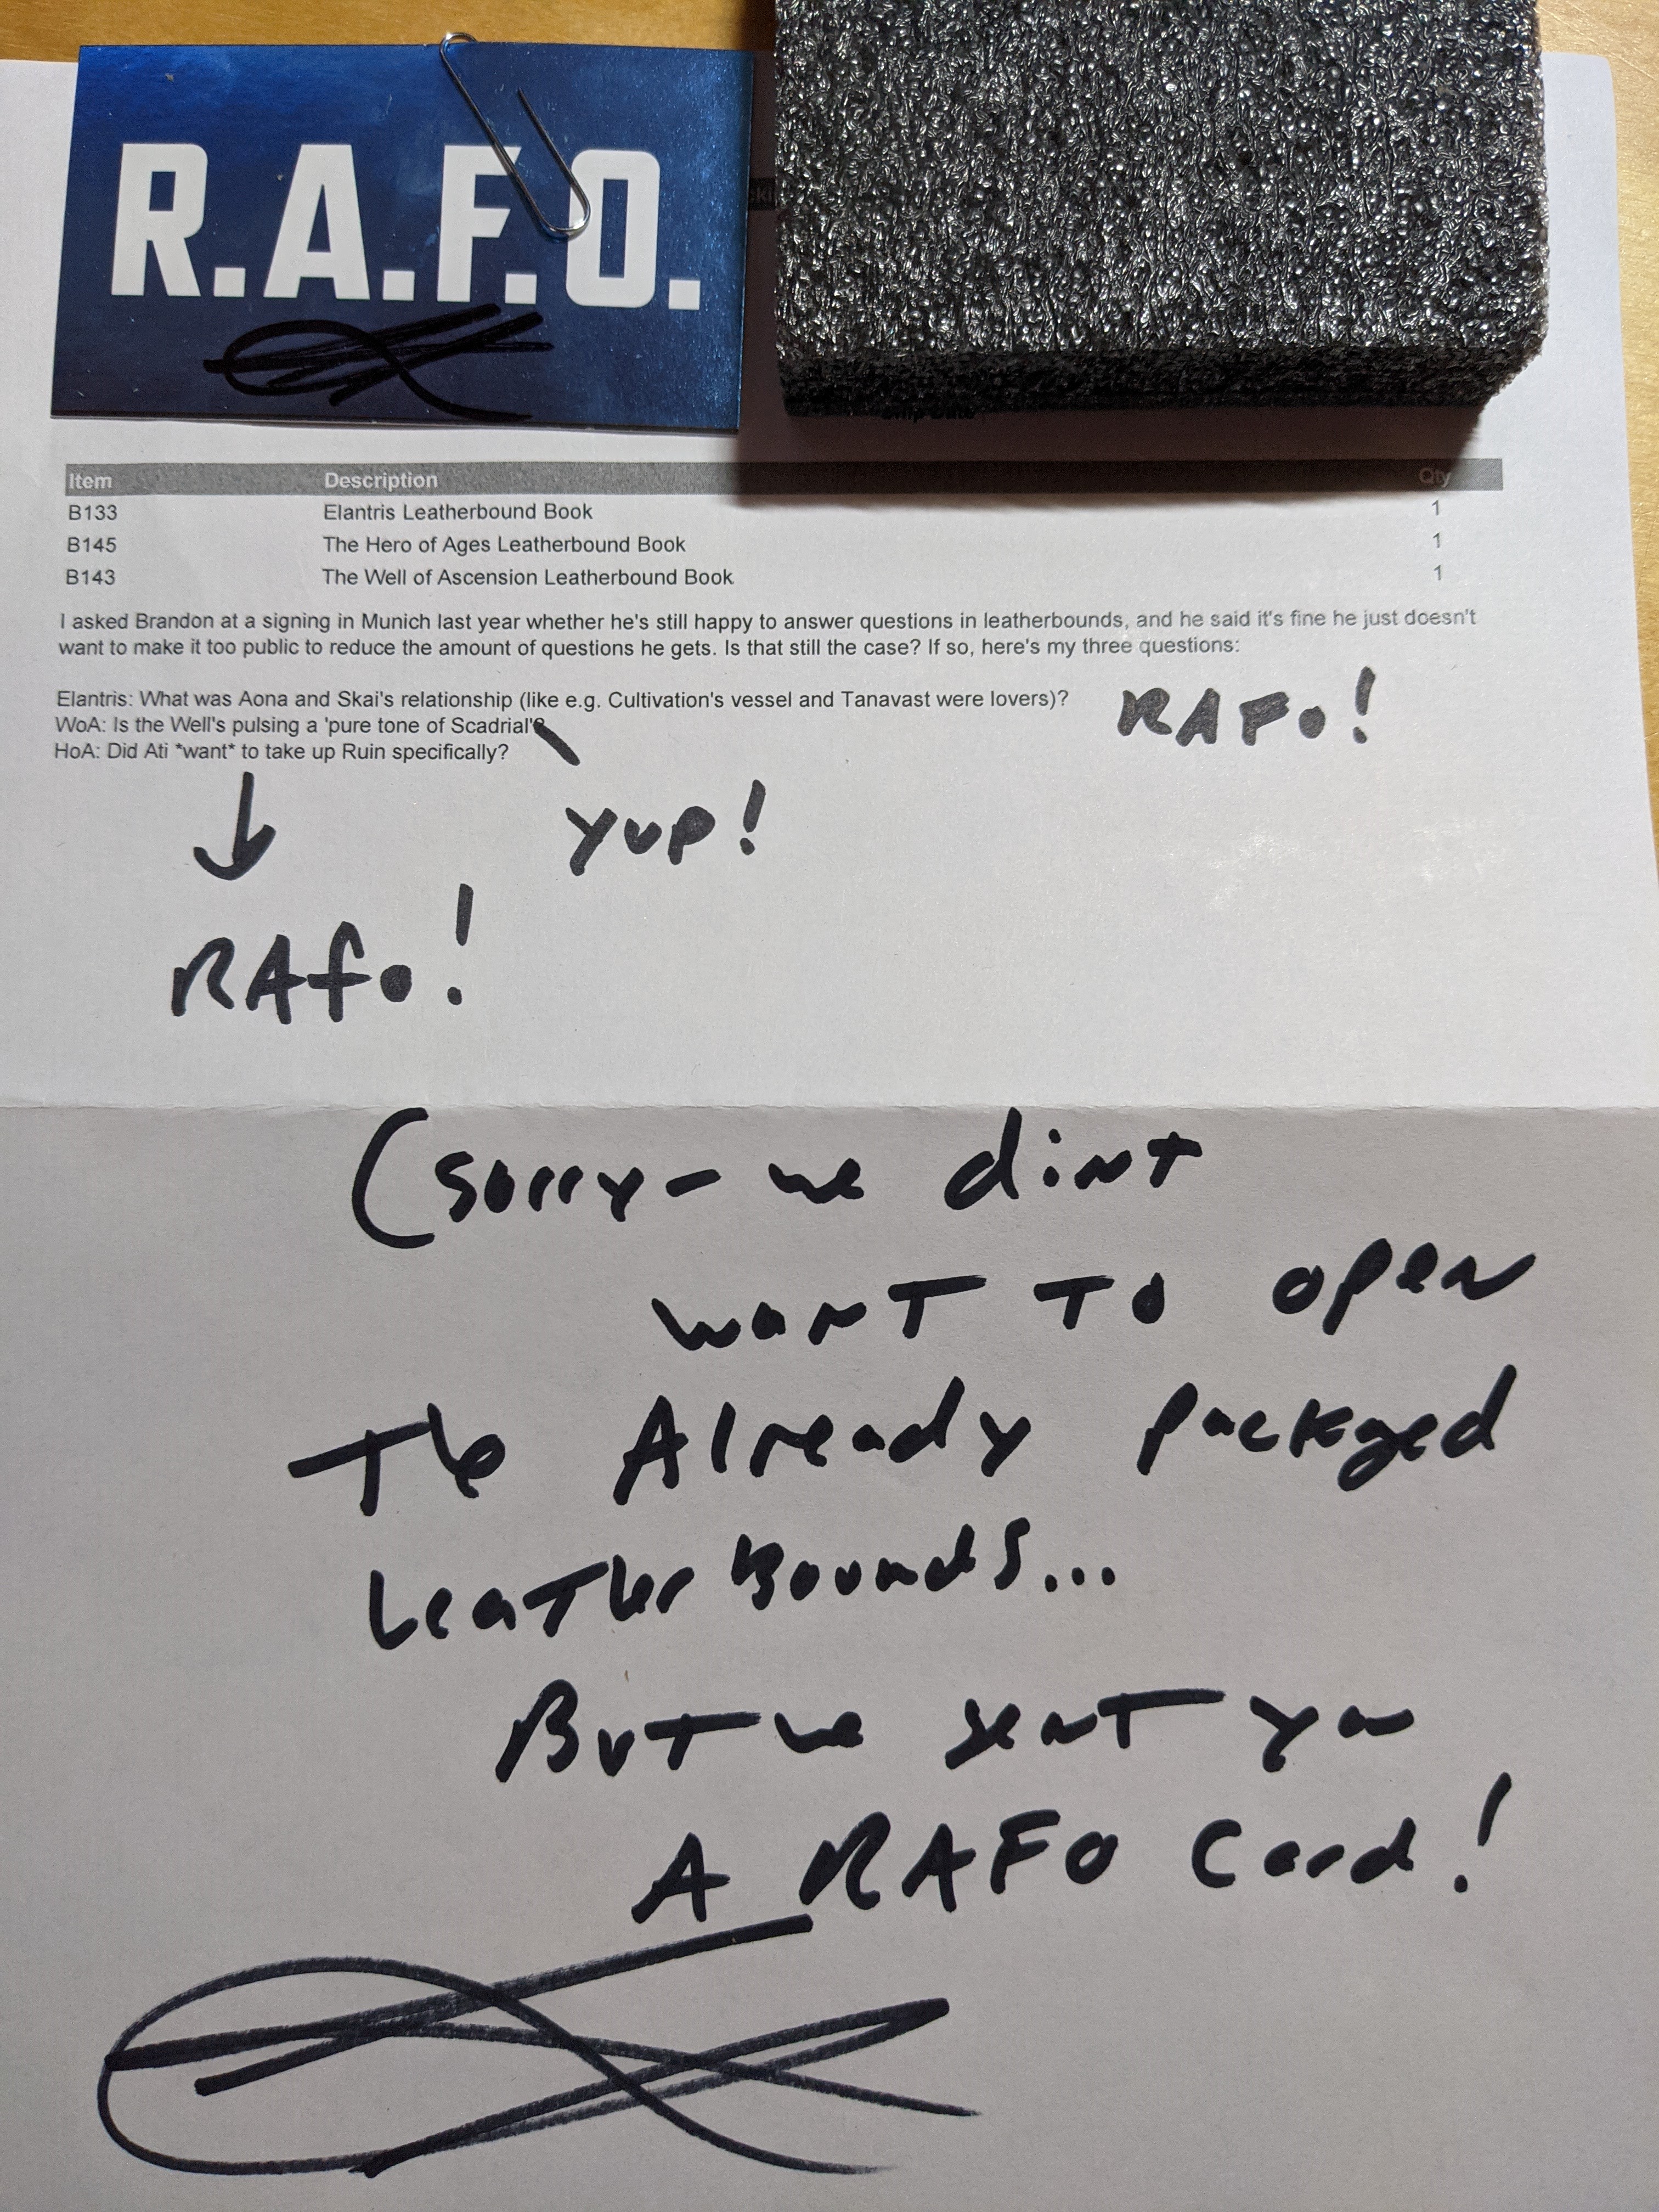 R.A.F.O.
Item Description Qty
B133 Elantris Leatherbound Book 1
B145 The Hero of Ages Leatherbound Book 1
B143 The Well of Ascension Leatherbound Book 1
I asked Brandon at a signing in Munich last year whether he's still happy to answer questions in leatherbounds, and he said it's fine he just doesn't
want to make it too public to reduce the amount of questions he gets. Is that still the case? If so, here's my three questions:
Elantris: What was Aona and Skai's relationship (like e.g. Cultivation's vessel and Tanavast were lovers)?
RAFO!
WoA: Is the Well's pulsing a 'pure tone of Scadrial'?
HoA: Did Ati *want* to take up Ruin specifically?
YUP!
RAfo!
(sorry- we dint
want To open
The Already packaged
LeatherBounds...
But we sent you
A RAFO Card!